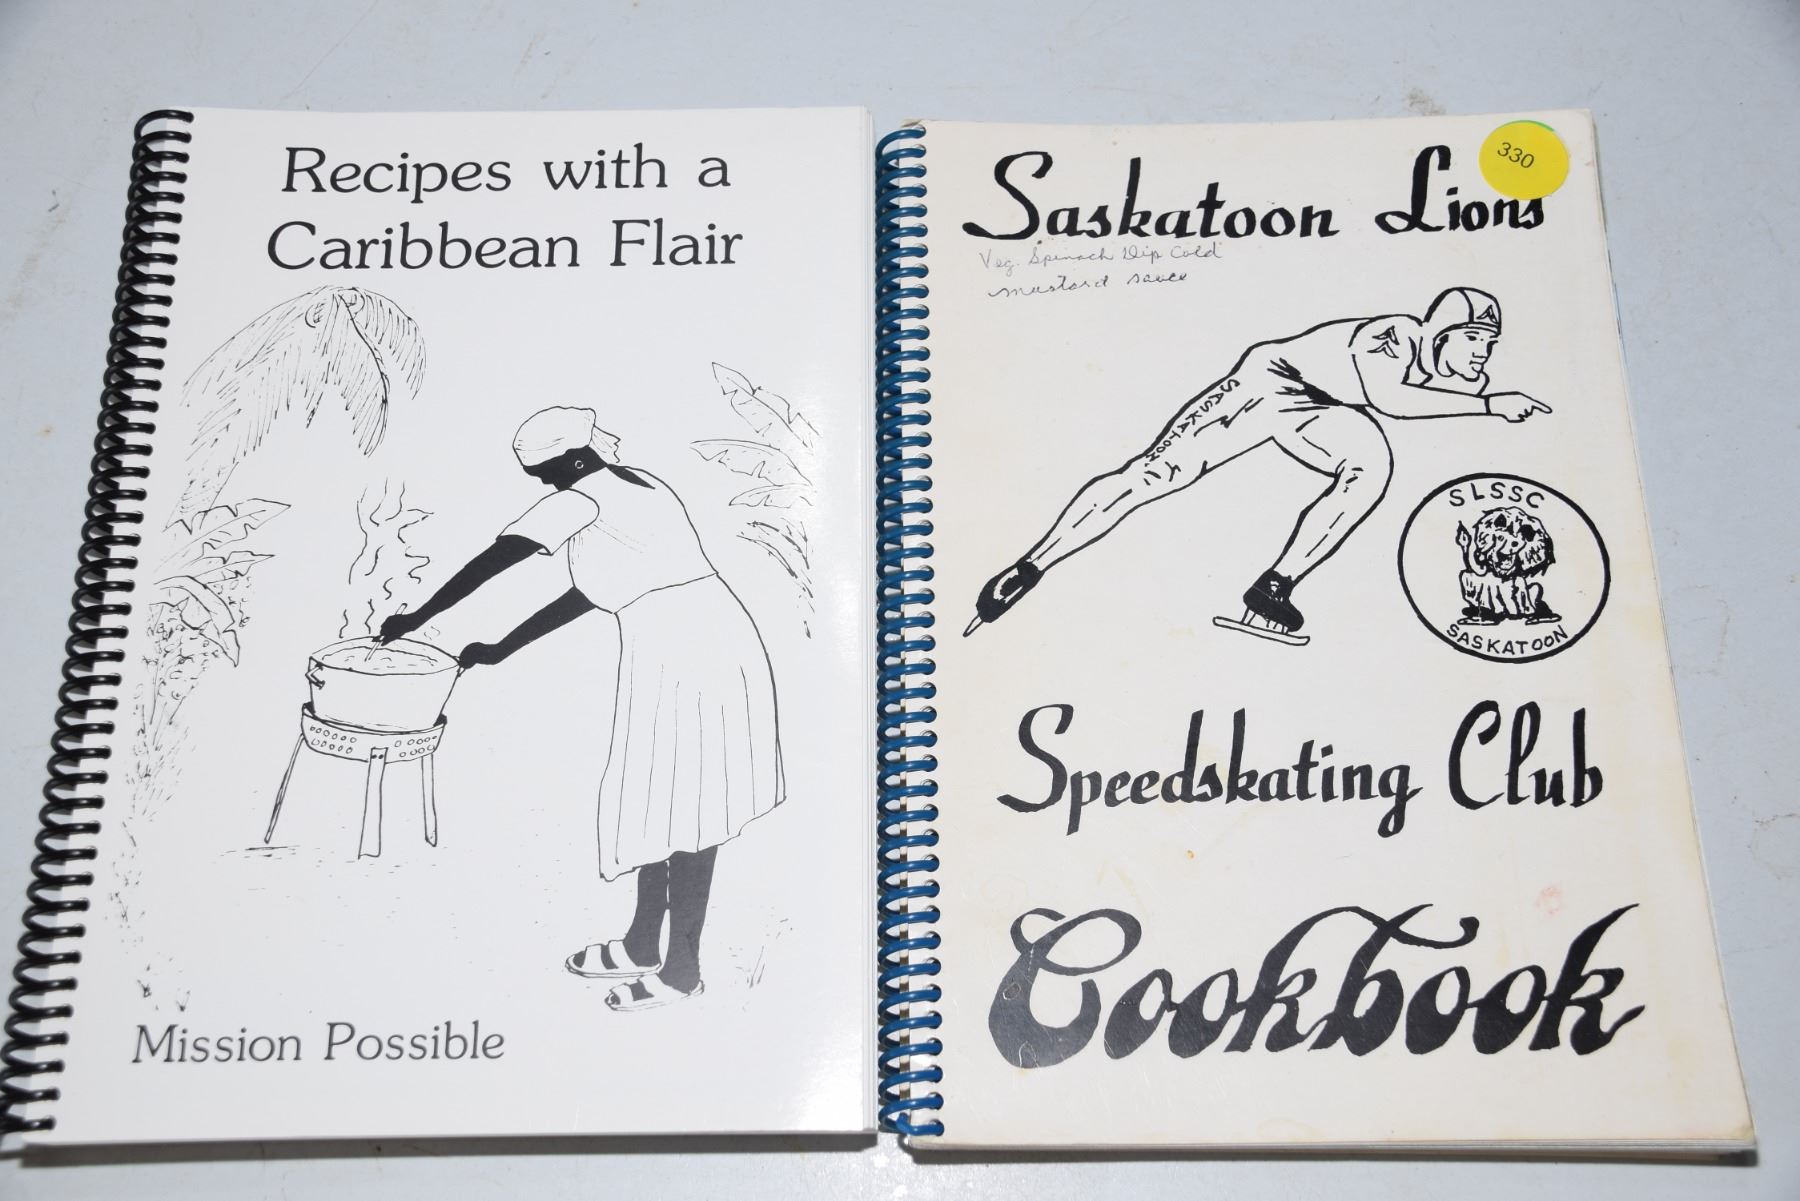 Recipes with a
Caribbean Flair
Mission Possible
Saskatoon Lions
330
Veg. Spinach Dip Cold
mustard sauce
SASKATOON
SLSSC
SASKATOON
Speedskating Club
Cookbook